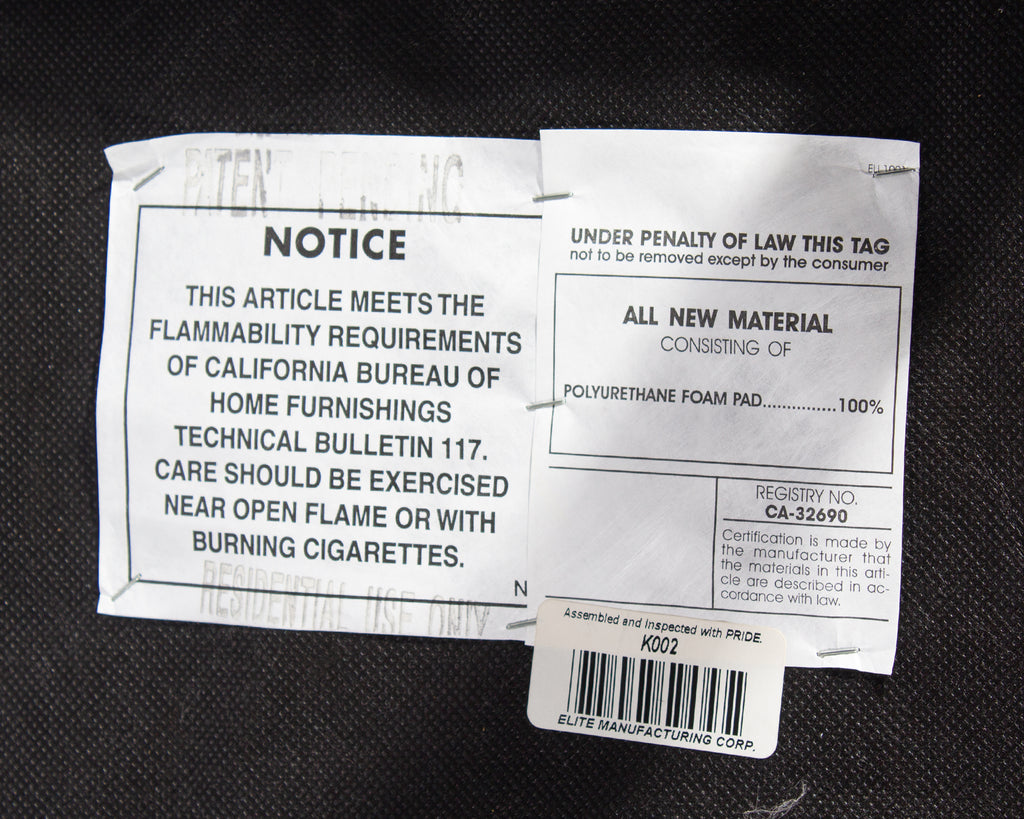 PATENT PENDING
NOTICE
THIS ARTICLE MEETS THE
FLAMMABILITY REQUIREMENTS
OF CALIFORNIA BUREAU OF
HOME FURNISHINGS
TECHNICAL BULLETIN 117.
CARE SHOULD BE EXERCISED
NEAR OPEN FLAME OR WITH
BURNING CIGARETTES.
N
RESIDENTIAL USE ONLY
UNDER PENALTY OF LAW THIS TAG
not to be removed except by the consumer
ALL NEW MATERIAL
CONSISTING OF
POLYURETHANE FOAM PAD..............100%
REGISTRY NO.
CA-32690
Certification is made by
the manufacturer that
the materials in this arti-
cle are described in ac-
cordance with law.
Assembled and Inspected with PRIDE.
K002
ELITE MANUFACTURING CORP.